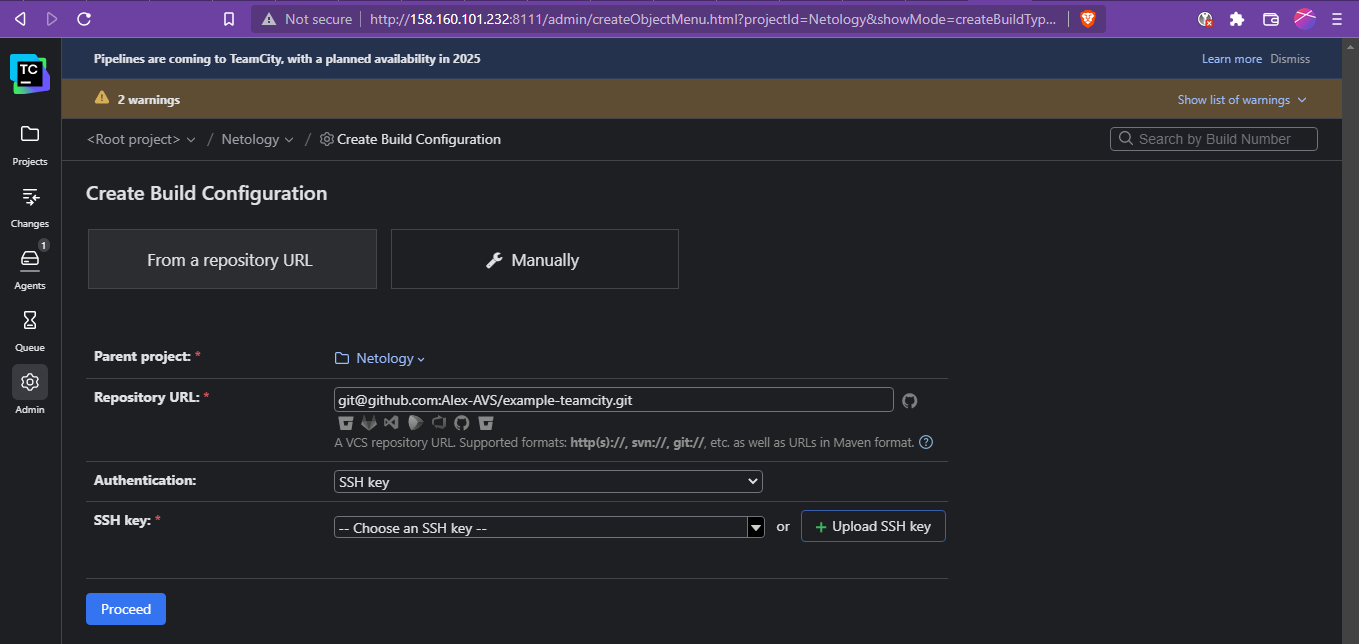 Not secure http://158.160.101.232:8111/admin/createObjectMenu.html?projectId=Netology&showMode=createBuildTyp...
TC
Pipelines are coming to TeamCity, with a planned availability in 2025 Learn more Dismiss
2 warnings Show list of warnings
Projects
Changes
1
Agents
Queue
Admin
<Root project> / Netology / Create Build Configuration Search by Build Number
Create Build Configuration
From a repository URL Manually
Parent project: * Netology
Repository URL: * git@github.com:Alex-AVS/example-teamcity.git
A VCS repository URL. Supported formats: http(s)://, svn://, git://, etc. as well as URLs in Maven format. ?
Authentication: SSH key
SSH key: * -- Choose an SSH key -- or + Upload SSH key
Proceed